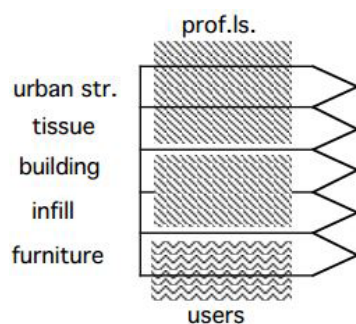 prof.ls.
urban str.
tissue
building
infill
furniture
users